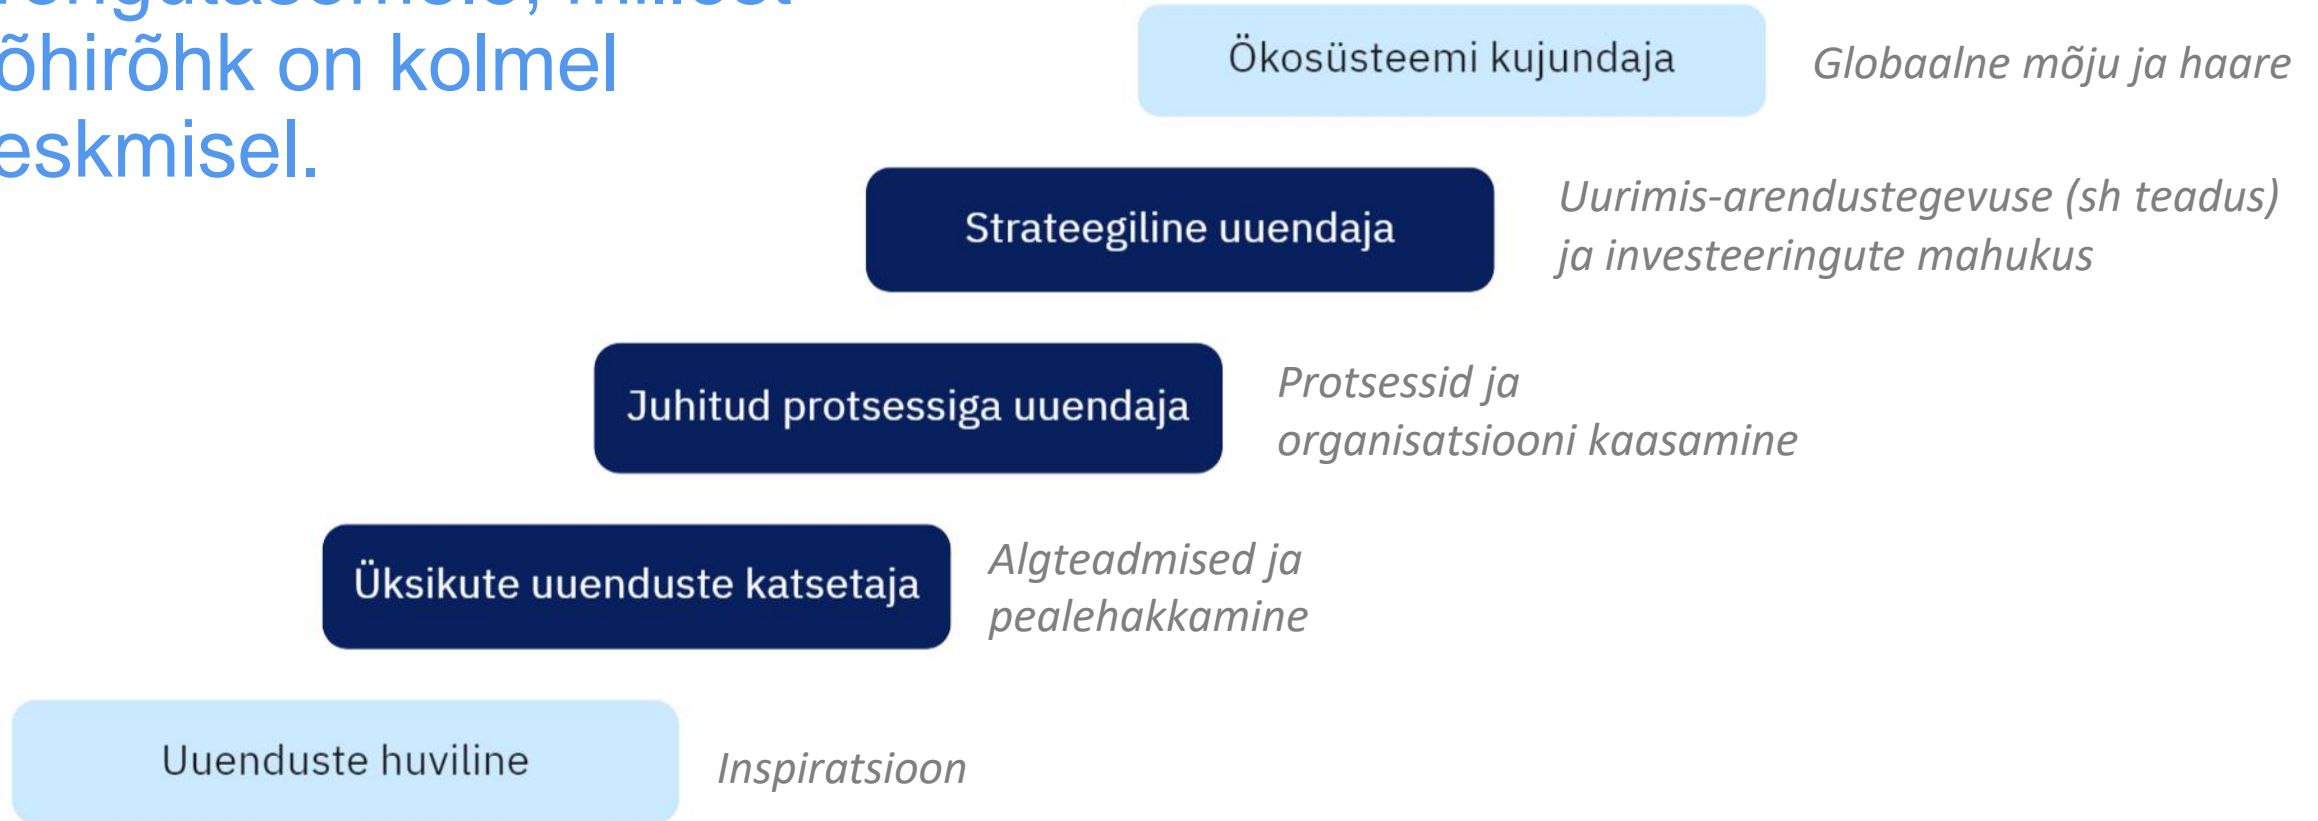 õhirõhk on kolmel
eskmisel.
Ökosüsteemi kujundaja
Globaalne mõju ja haare
Strateegiline uuendaja
Uurimis-arendustegevuse (sh teadus)
ja investeeringute mahukus
Juhitud protsessiga uuendaja
Protsessid ja
organisatsiooni kaasamine
Üksikute uuenduste katsetaja
Algteadmised ja
pealehakkamine
Uuenduste huviline
Inspiratsioon